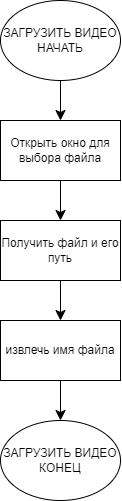 ЗАГРУЗИТЬ ВИДЕО
НАЧАТЬ
Открыть окно для
выбора файла
Получить файл и его
путь
извлечь имя файла
ЗАГРУЗИТЬ ВИДЕО
КОНЕЦ